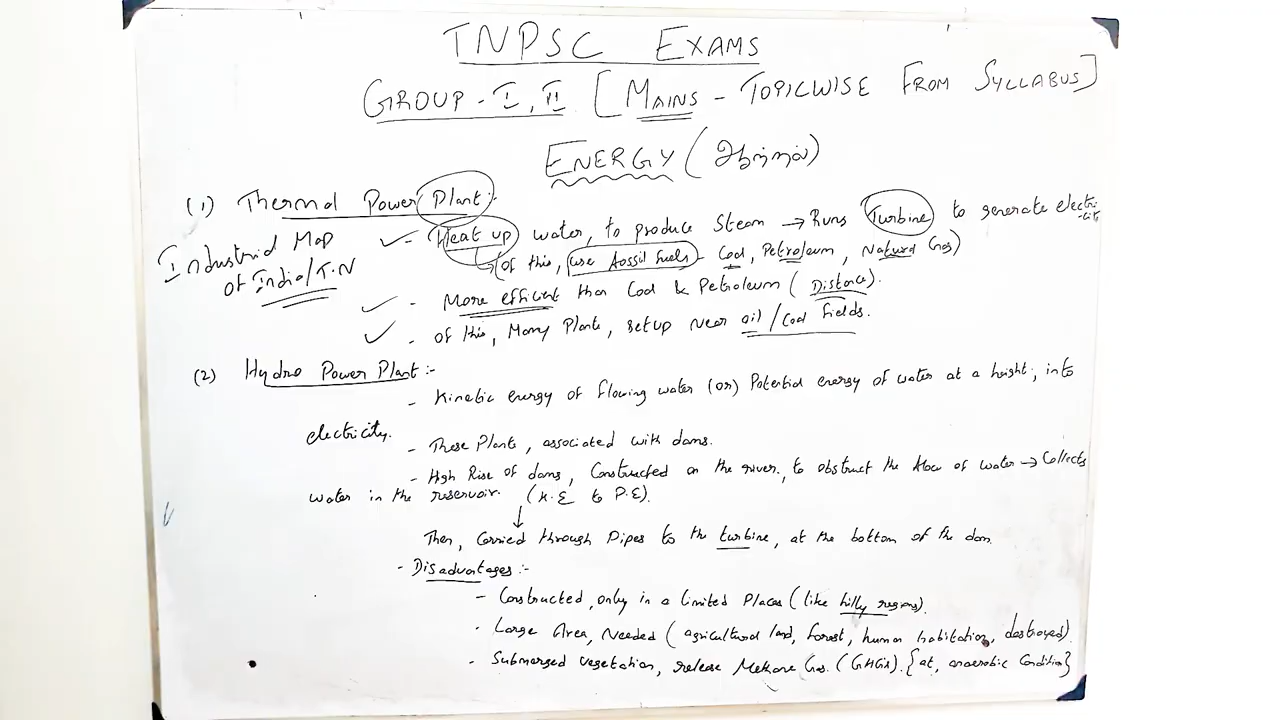 TNPSC EXAMS
GROUP - I, II [MAINS - TOPICWISE FROM SYLLABUS]
ENERGY (ஆற்றல்)
(1) Thermal Power Plant:-
Industrial Map of India/T.N
- Heat up water, to produce Steam → Runs Turbine to generate electricity
(of this, use Fossil fuels - Coal, Petroleum, Natural Gas)
- More efficient than Coal & Petroleum (Distance).
- of this, Many Plants, setup near oil/Coal Fields.
(2) Hydro Power Plant:-
- Kinetic energy of flowing water (or) Potential energy of water at a height; into
electricity.
- These Plants, associated with dams.
- High Rise of dams, Constructed on the river, to obstruct the flow of water → Collects
water in the reservoir. (K.E to P.E).
Then, Carried through Pipes to the turbine, at the bottom of the dam.
- Disadvantages:-
- Constructed, only in a limited Places (like hilly regions).
- Large Area, Needed (agricultural land, Forest, human habitation, destroyed).
- Submerged vegetation, release Methane Gas. (GHGs). {at, anaerobic Condition}